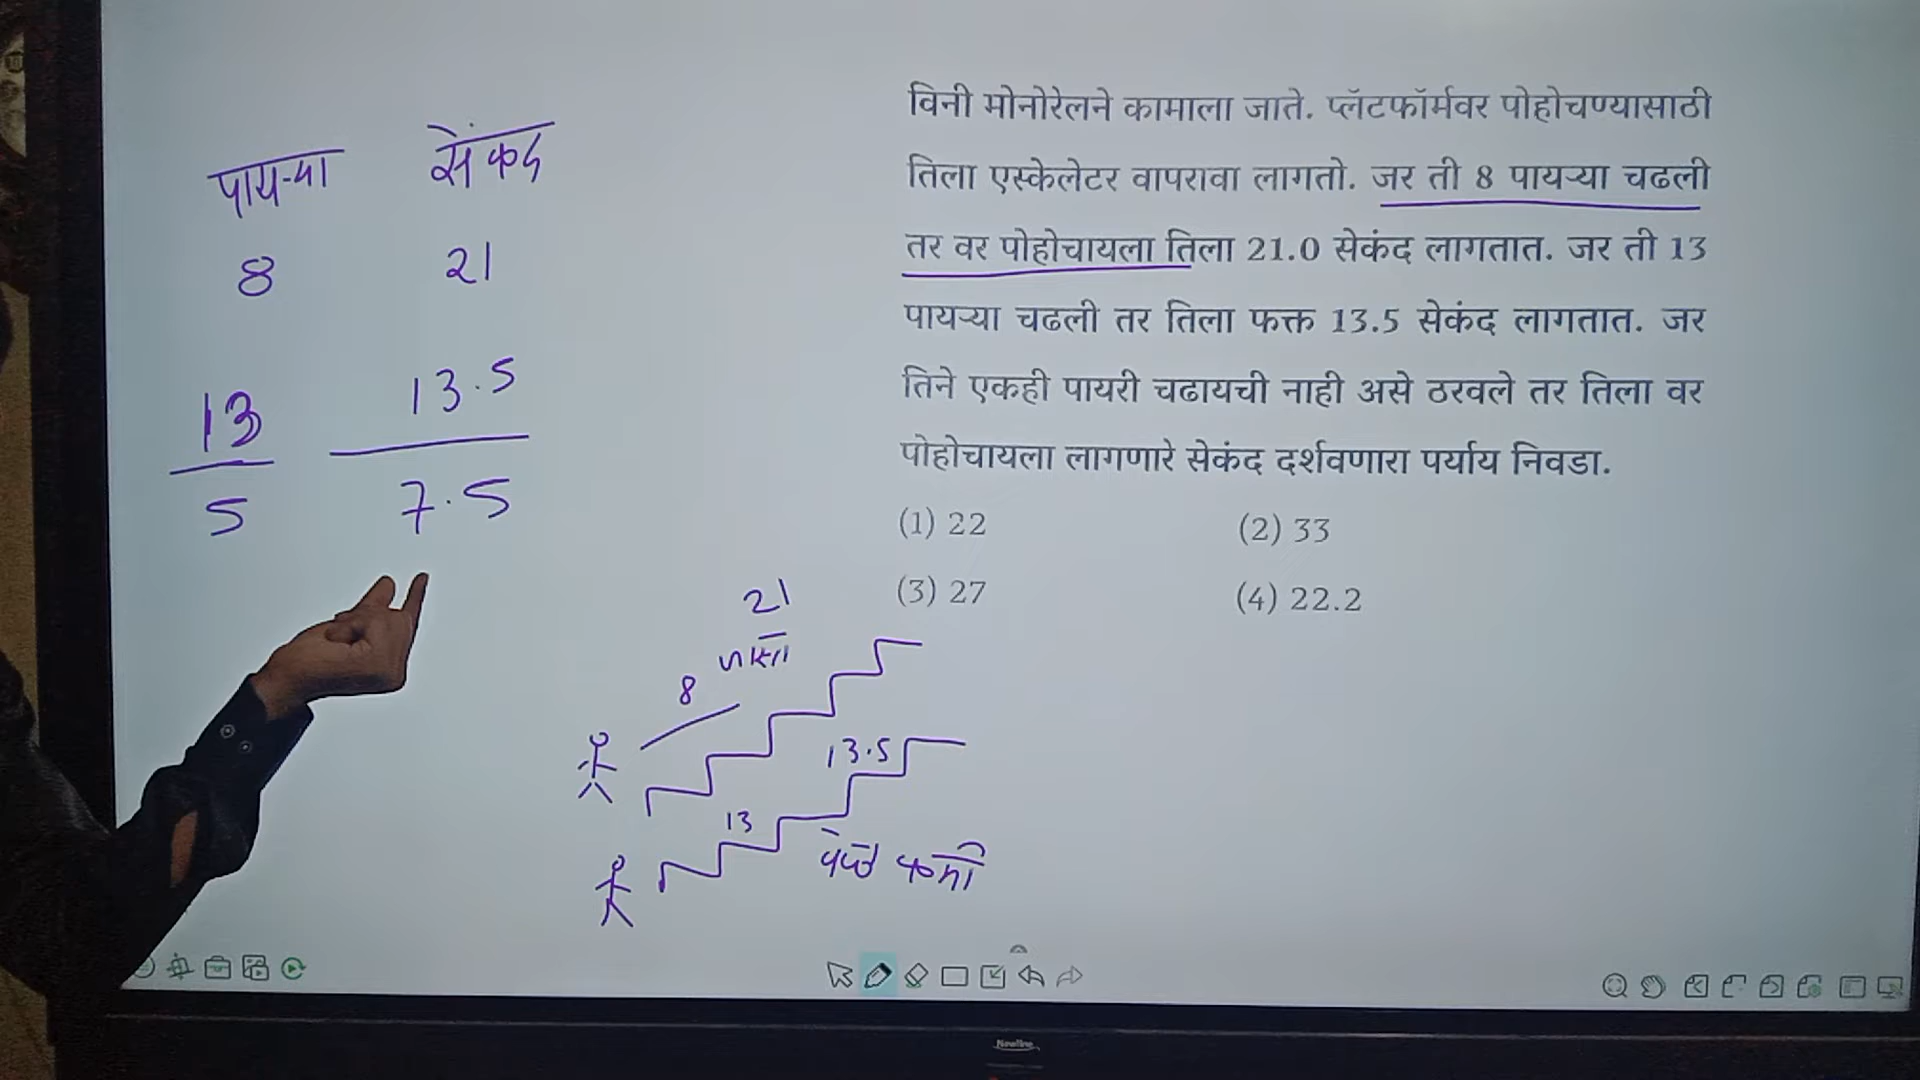 विनी मोनोरेलने कामाला जाते. प्लॅटफॉर्मवर पोहोचण्यासाठी
तिला एस्केलेटर वापरावा लागतो. जर ती 8 पायऱ्या चढली
तर वर पोहोचायला तिला 21.0 सेकंद लागतात. जर ती 13
पायऱ्या चढली तर तिला फक्त 13.5 सेकंद लागतात. जर
तिने एकही पायरी चढायची नाही असे ठरवले तर तिला वर
पोहोचायला लागणारे सेकंद दर्शवणारा पर्याय निवडा.
(1) 22 (2) 33
(3) 27 (4) 22.2
पायऱ्या सेकंद
8 21
13 13.5
5 7.5
21
जास्त
8
13.5
13
वेळ कमी
Newline